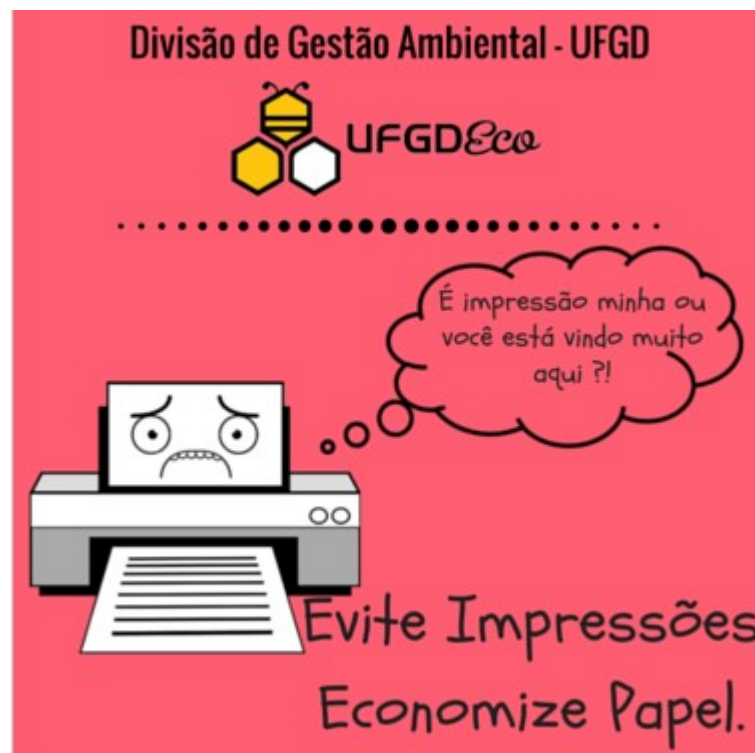 Divisão de Gestão Ambiental - UFGD
UFGDEco
É impressão minha ou
você está vindo muito
aqui ?!
Evite Impressões
Economize Papel.